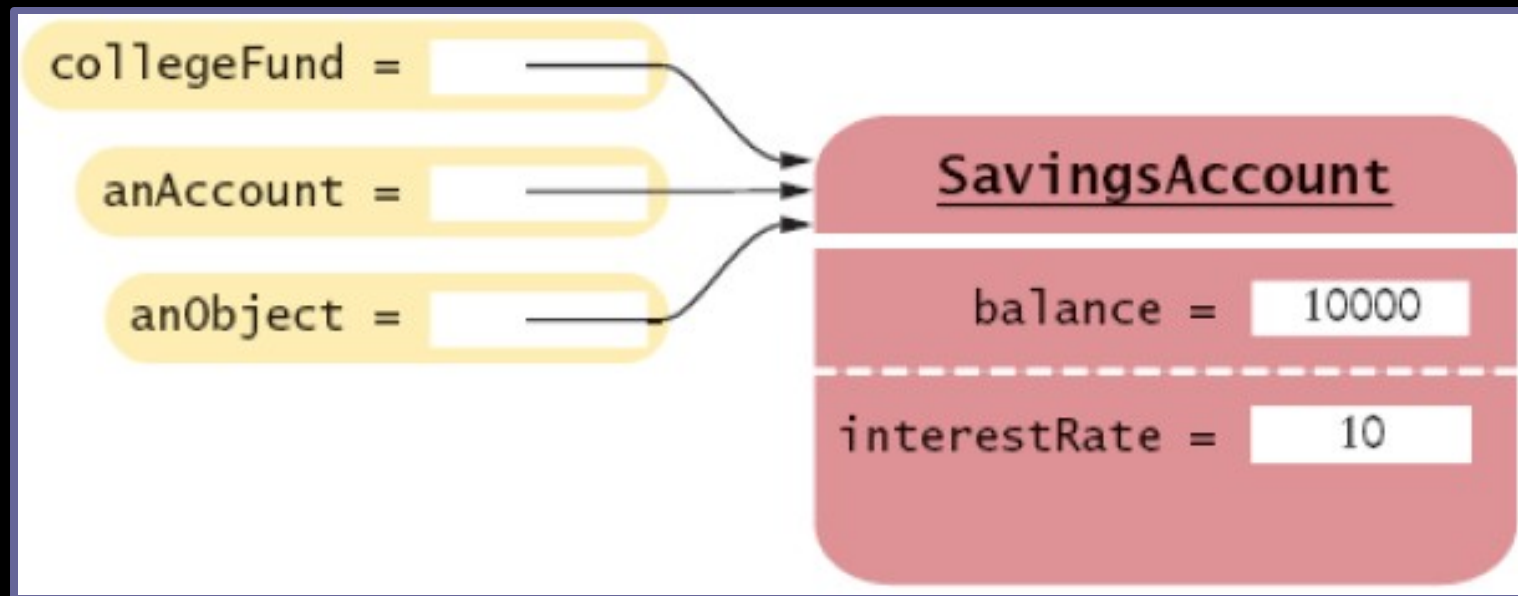 collegeFund =
anAccount =
anObject =
SavingsAccount
balance = 10000
interestRate = 10